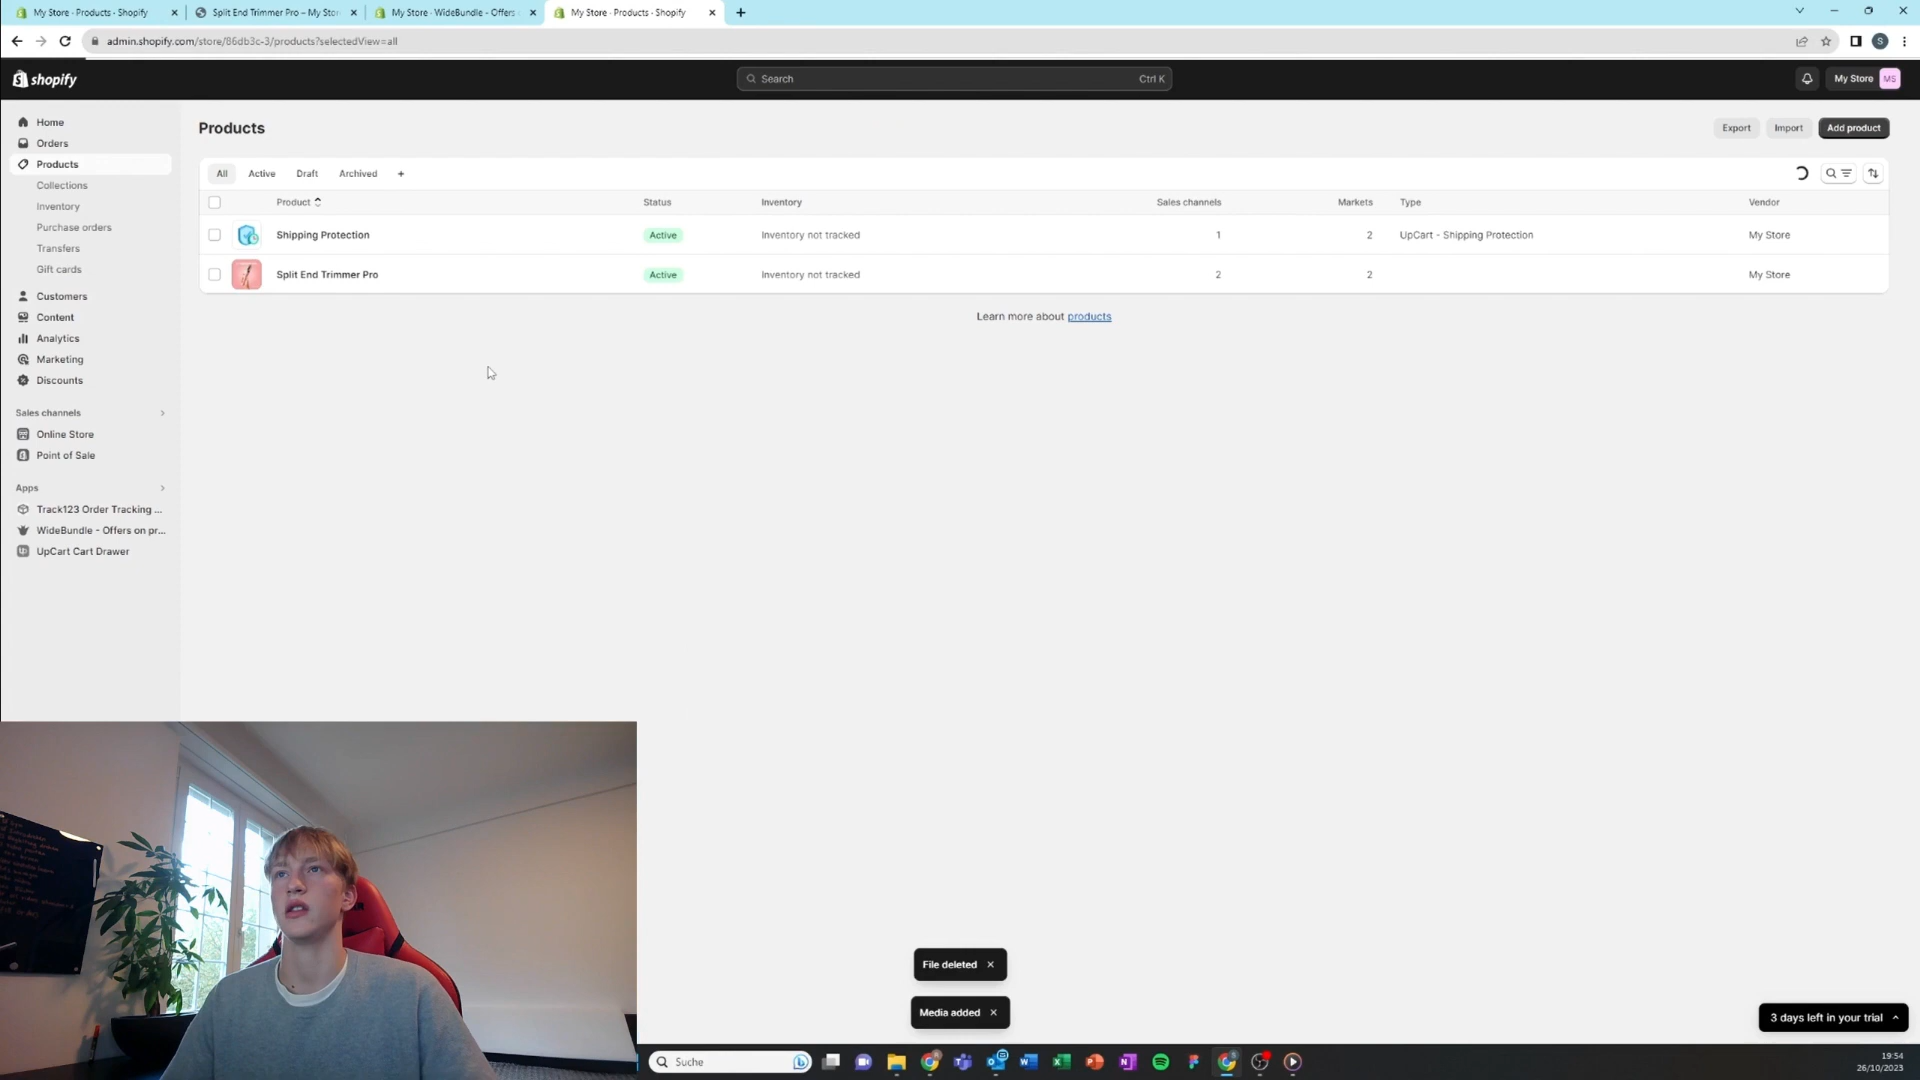 My Store · Products · Shopify
Split End Trimmer Pro – My Stor
My Store · WideBundle - Offers
My Store · Products · Shopify
admin.shopify.com/store/86db3c-3/products?selectedView=all
S
shopify
Search
Ctrl K
My Store
MS
Home
Orders
Products
Collections
Inventory
Purchase orders
Transfers
Gift cards
Customers
Content
Analytics
Marketing
Discounts
Sales channels
Online Store
Point of Sale
Apps
Track123 Order Tracking ...
WideBundle - Offers on pr...
UpCart Cart Drawer
Products
Export
Import
Add product
All
Active
Draft
Archived
+
Product
Status
Inventory
Sales channels
Markets
Type
Vendor
Shipping Protection
Active
Inventory not tracked
1
2
UpCart - Shipping Protection
My Store
Split End Trimmer Pro
Active
Inventory not tracked
2
2
My Store
Learn more about products
File deleted
Media added
3 days left in your trial
Suche
19:54
26/10/2023